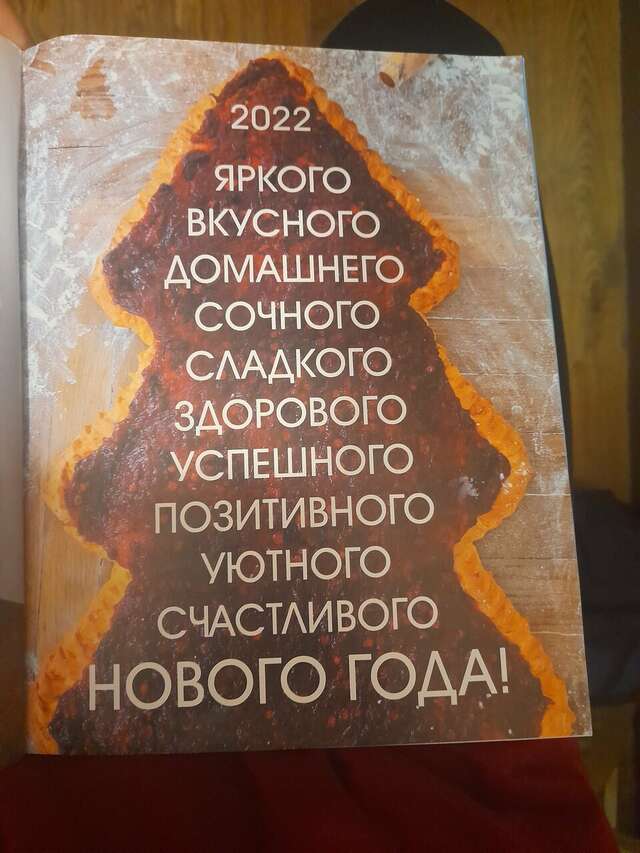 2022
ЯРКОГО
ВКУСНОГО
ДОМАШНЕГО
СОЧНОГО
СЛАДКОГО
ЗДОРОВОГО
УСПЕШНОГО
ПОЗИТИВНОГО
УЮТНОГО
СЧАСТЛИВОГО
НОВОГО ГОДА!